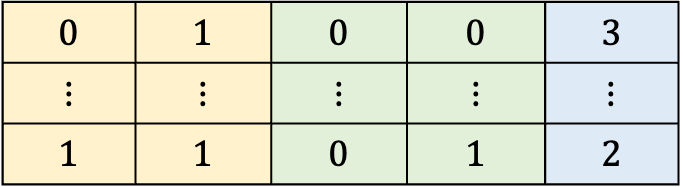 0 1 0 0 3
⋮ ⋮ ⋮ ⋮ ⋮
1 1 0 1 2